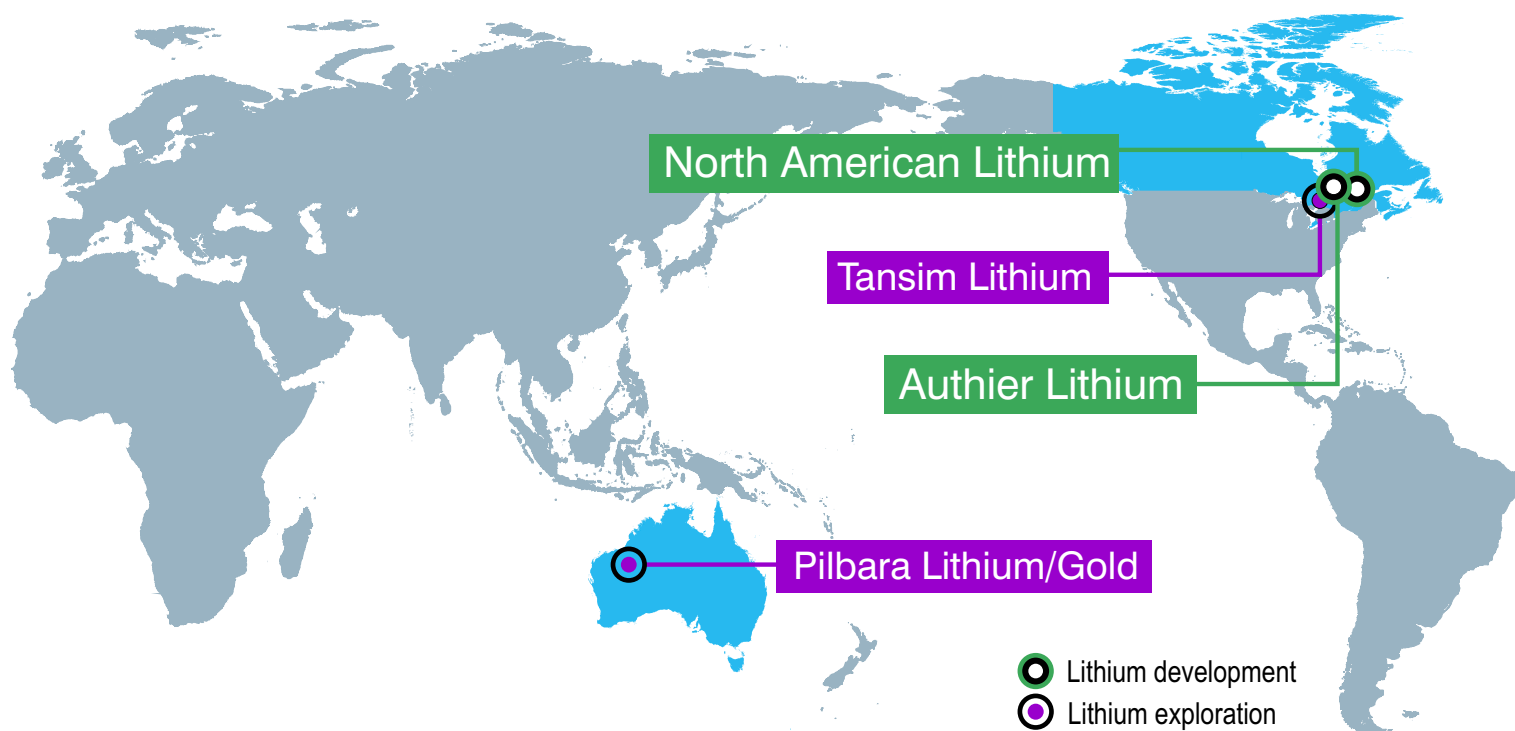 North American Lithium
Tansim Lithium
Authier Lithium
Pilbara Lithium/Gold
Lithium development
Lithium exploration